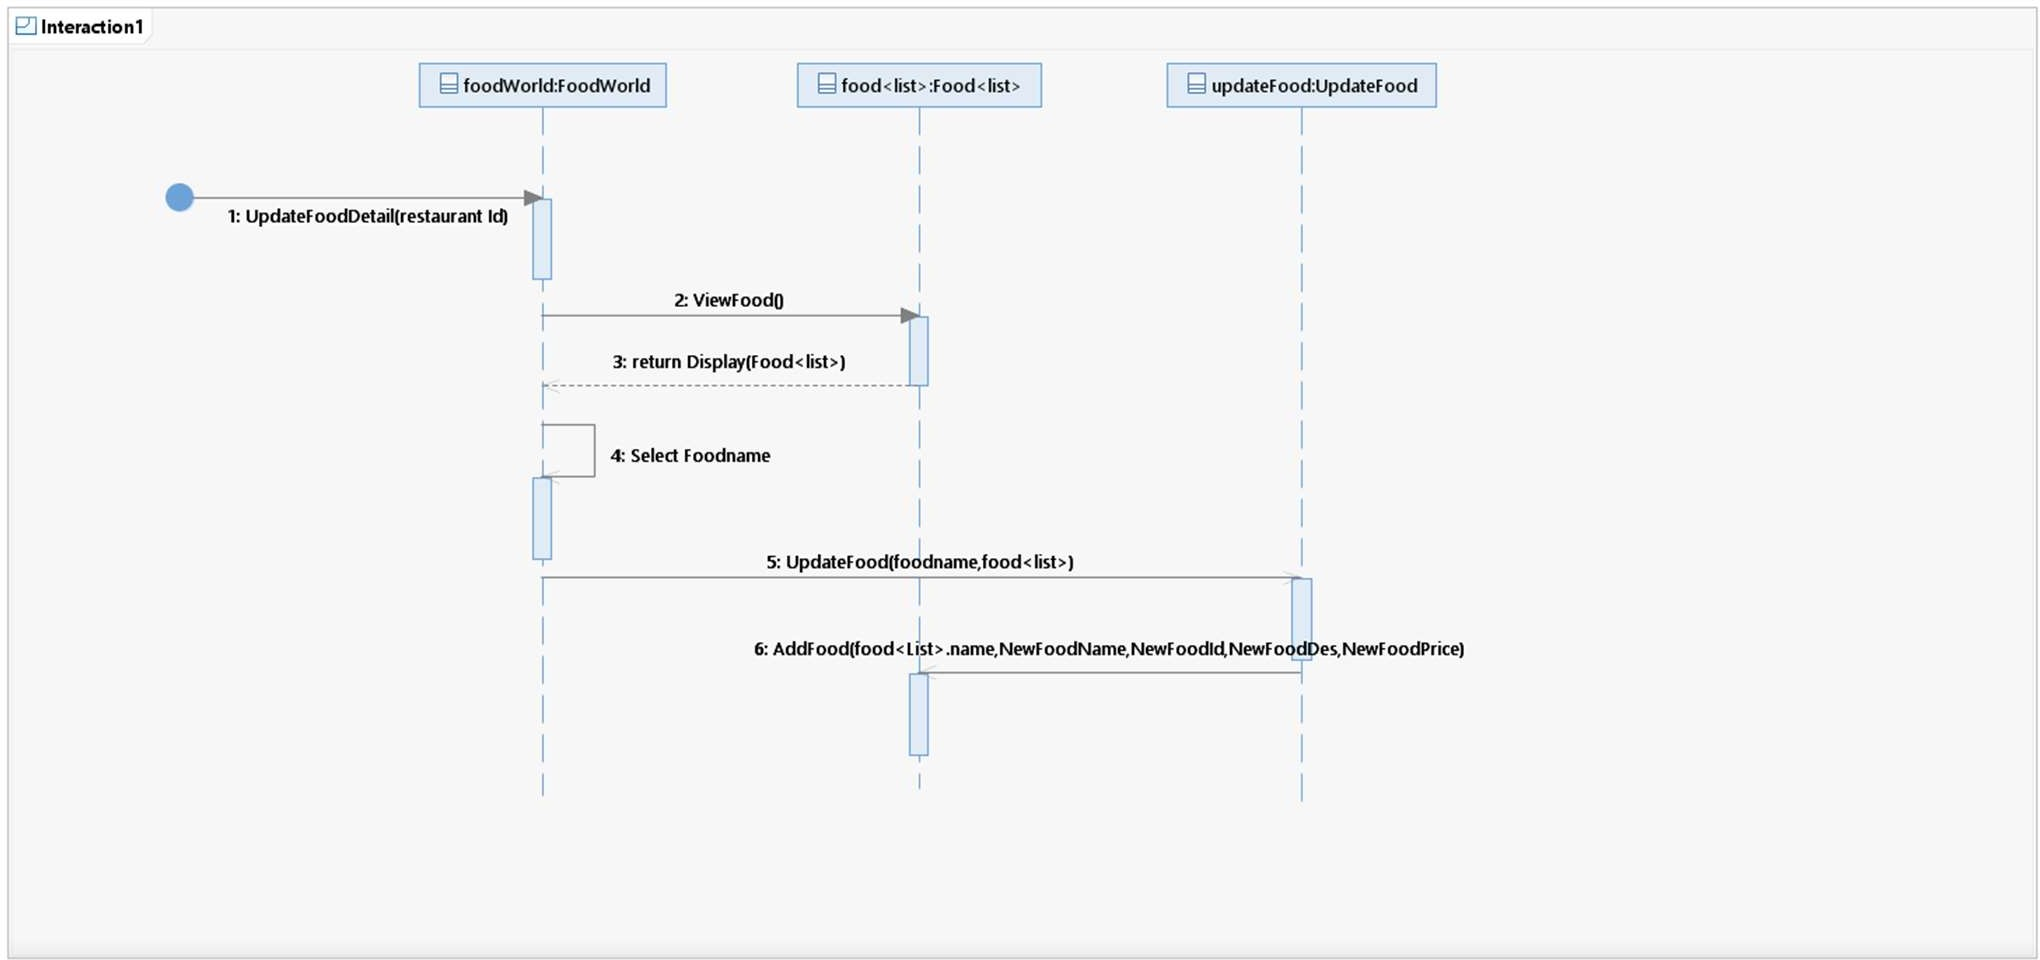 Interaction1
foodWorld:FoodWorld
food<list>:Food<list>
updateFood:UpdateFood
1: UpdateFoodDetail(restaurant Id)
2: ViewFood()
3: return Display(Food<list>)
4: Select Foodname
5: UpdateFood(foodname,food<list>)
6: AddFood(food<List>.name,NewFoodName,NewFoodId,NewFoodDes,NewFoodPrice)